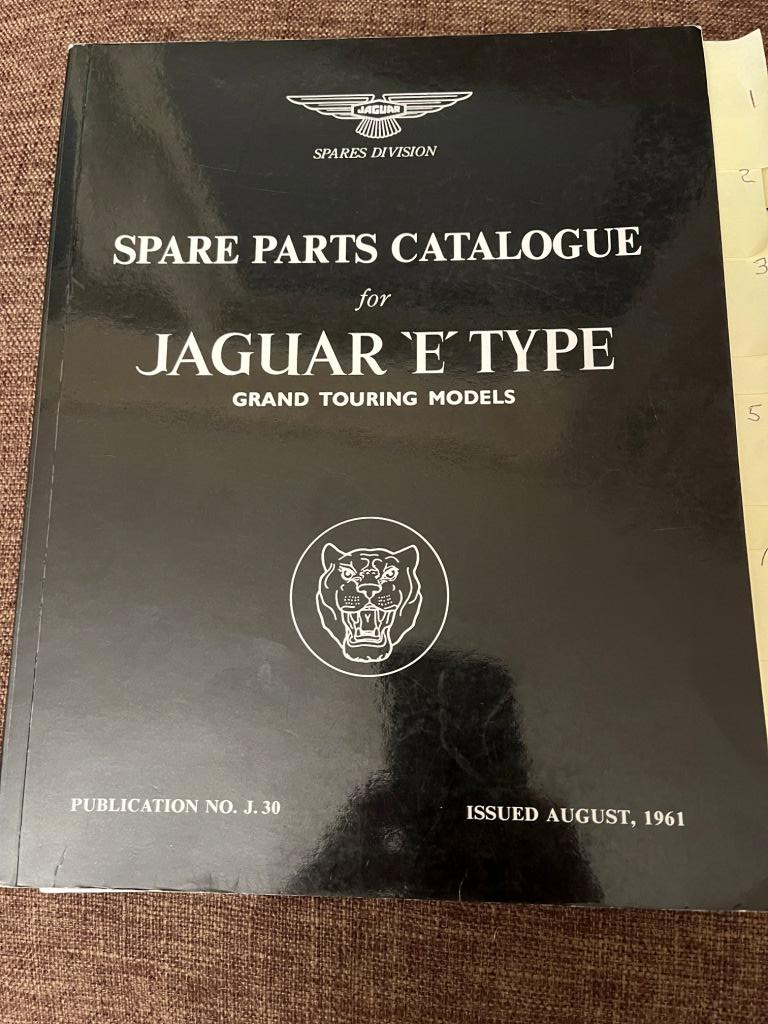 JAGUAR
SPARES DIVISION
SPARE PARTS CATALOGUE
for
JAGUAR `E´ TYPE
GRAND TOURING MODELS
PUBLICATION NO. J. 30
ISSUED AUGUST, 1961
1
2
3
5